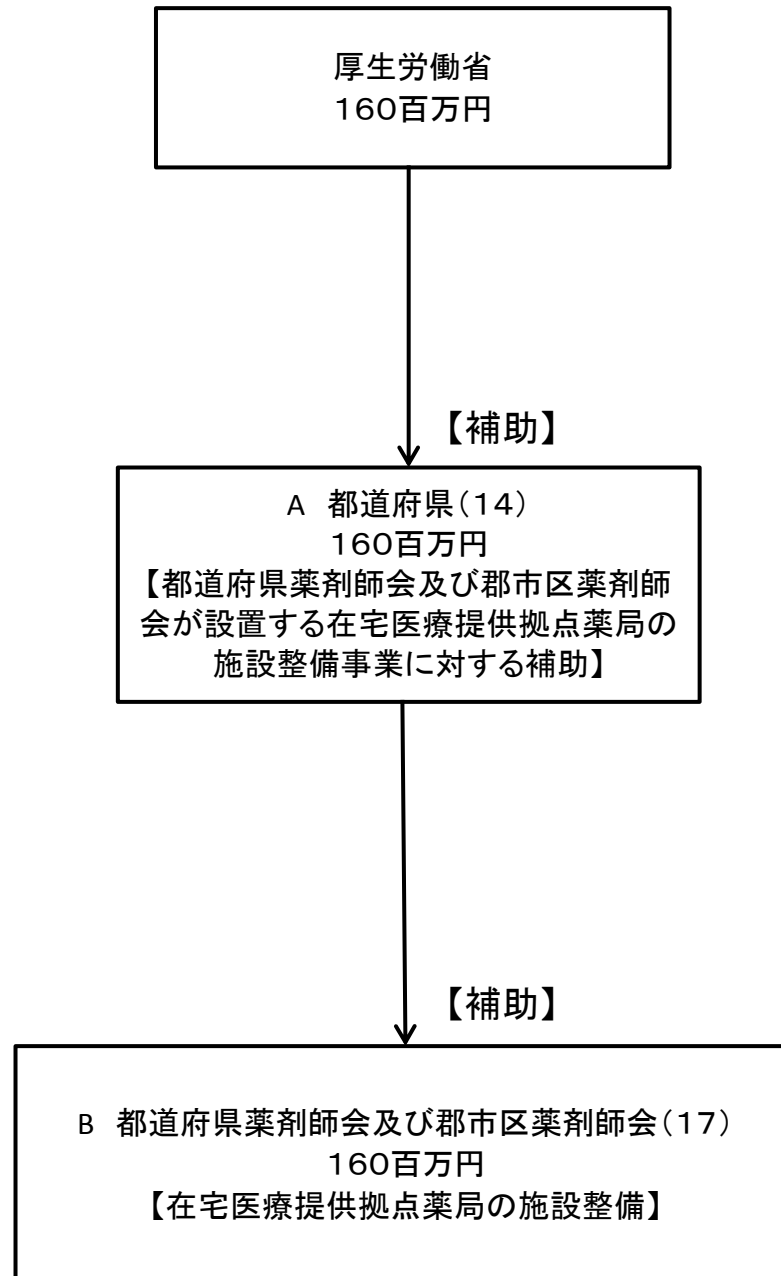 厚生労働省
160百万円
【補助】
A 都道府県(14)
160百万円
【都道府県薬剤師会及び郡市区薬剤師
会が設置する在宅医療提供拠点薬局の
施設整備事業に対する補助】
【補助】
B 都道府県薬剤師会及び郡市区薬剤師会(17)
160百万円
【在宅医療提供拠点薬局の施設整備】